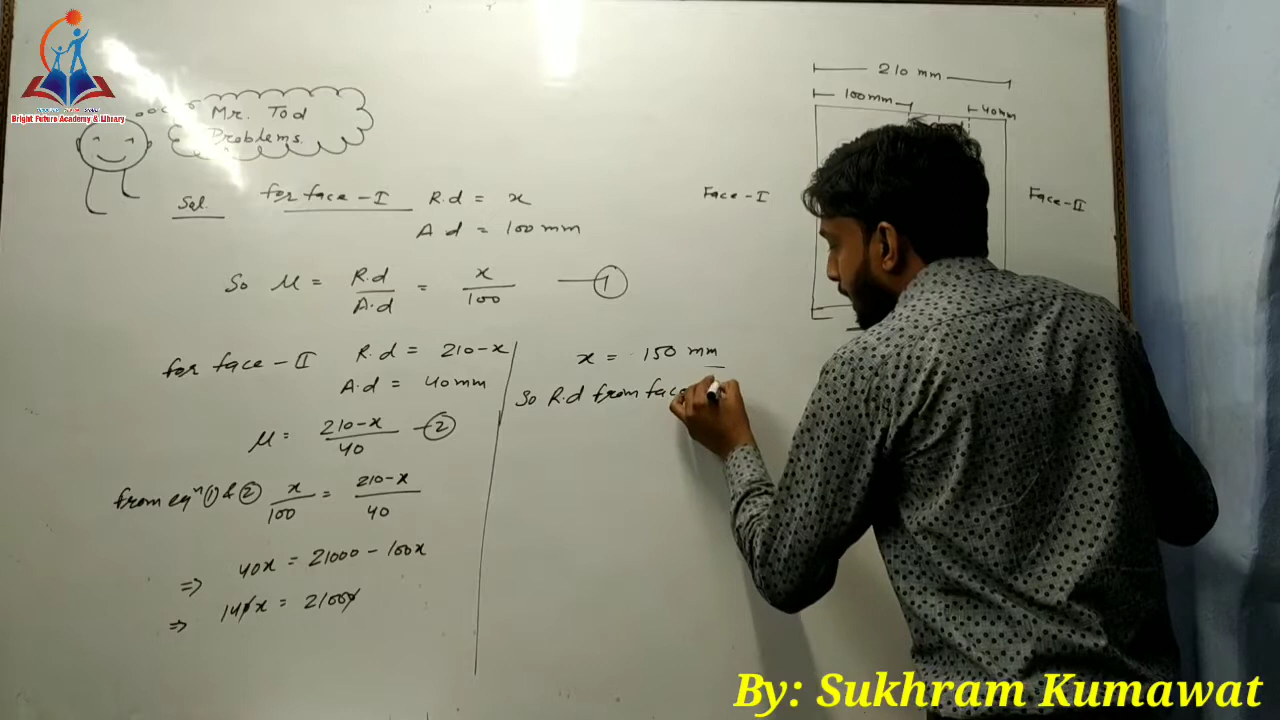 Bright Future Academy & Library
Mr. Tod
Problems.
210 mm
100mm
40mm
Face-I
Face-II
Sol. for face-I R.d = x
A d = 100 mm
So μ = R.d/A.d = x/100 — ①
for face-II R.d = 210-x
A.d = 40mm
μ = 210-x/40 — ②
from eqⁿ ① & ② x/100 = 210-x/40
=> 40x = 21000 - 100x
=> 140x = 21000
x = 150 mm
So R.d from face
By: Sukhram Kumawat